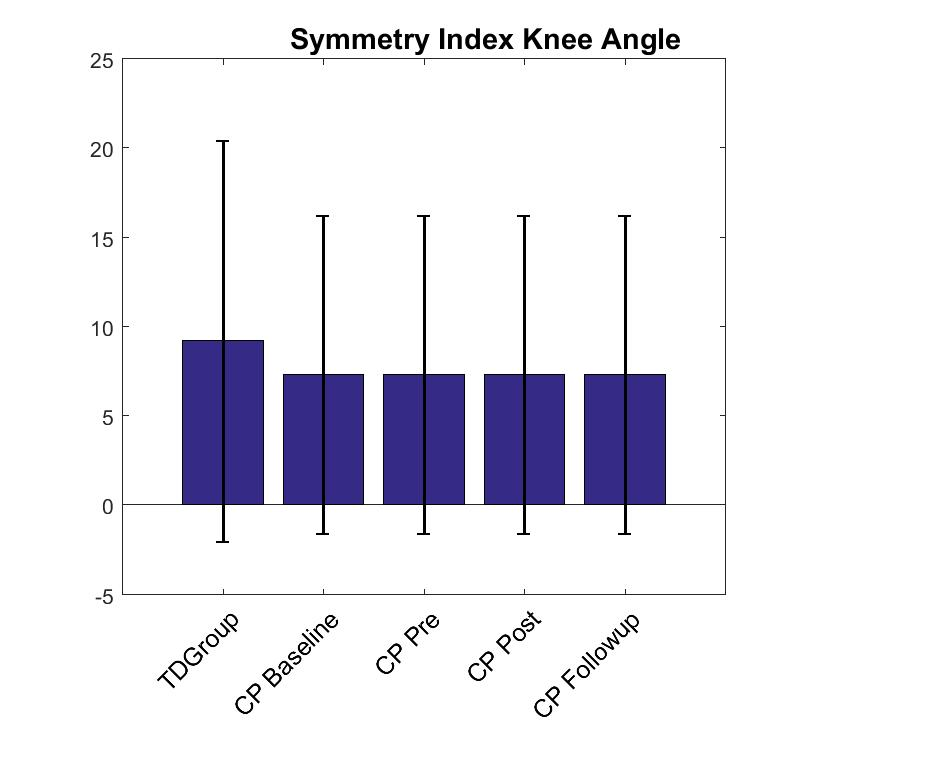 Symmetry Index Knee Angle
25
20
15
10
5
0
-5
TDGroup
CP Baseline
CP Pre
CP Post
CP Followup